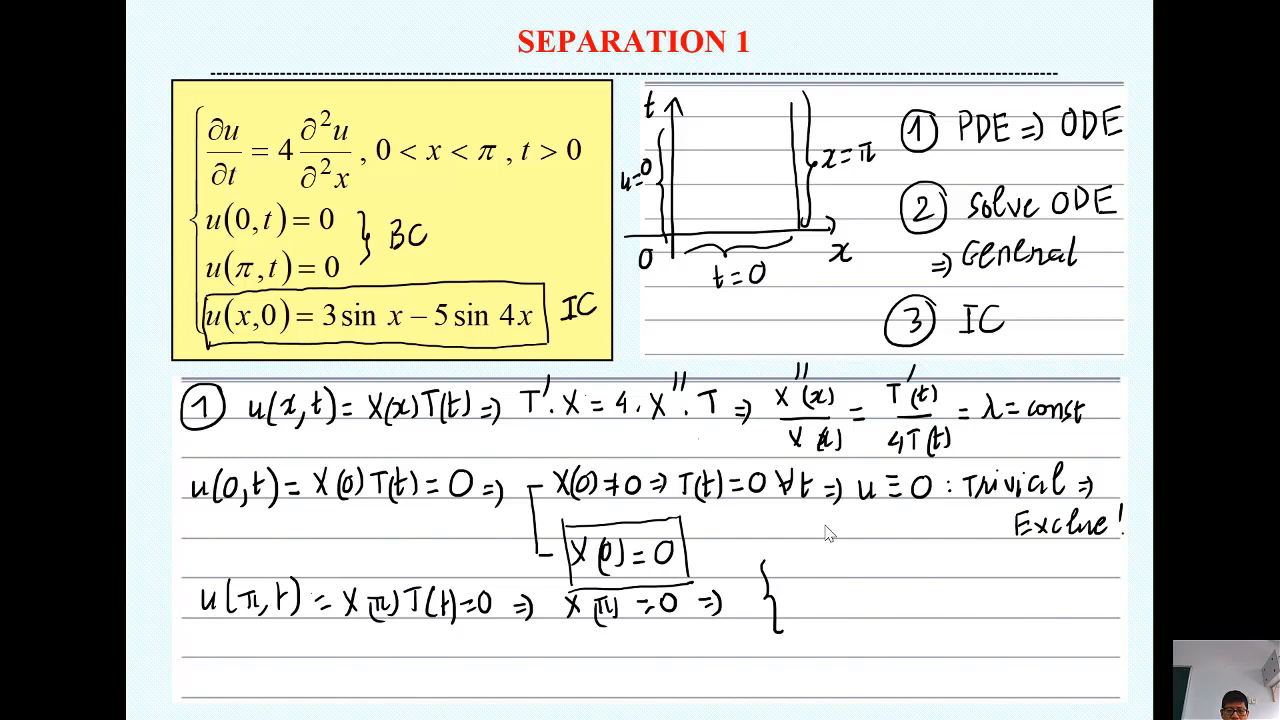 SEPARATION 1
∂u/∂t = 4 ∂²u/∂²x , 0 < x < π , t > 0
u(0,t) = 0
u(π,t) = 0
} BC
u(x,0) = 3 sin x − 5 sin 4x
IC
t
u=0
x=π
0
t=0
x
① PDE ⇒ ODE
② Solve ODE
⇒ General
③ IC
① u(x,t) = X(x)T(t) ⇒ T'.X = 4.X''.T ⇒ X''(x)/X(x) = T'(t)/4T(t) = λ = const
u(0,t) = X(0)T(t) = 0 ⇒ - X(0) ≠ 0 ⇒ T(t) = 0 ∀t ⇒ u ≡ 0 : Trivial ⇒
Exclue!
- X(0) = 0
u(π,t) = X(π)T(t) = 0 ⇒ X(π) = 0 ⇒ {